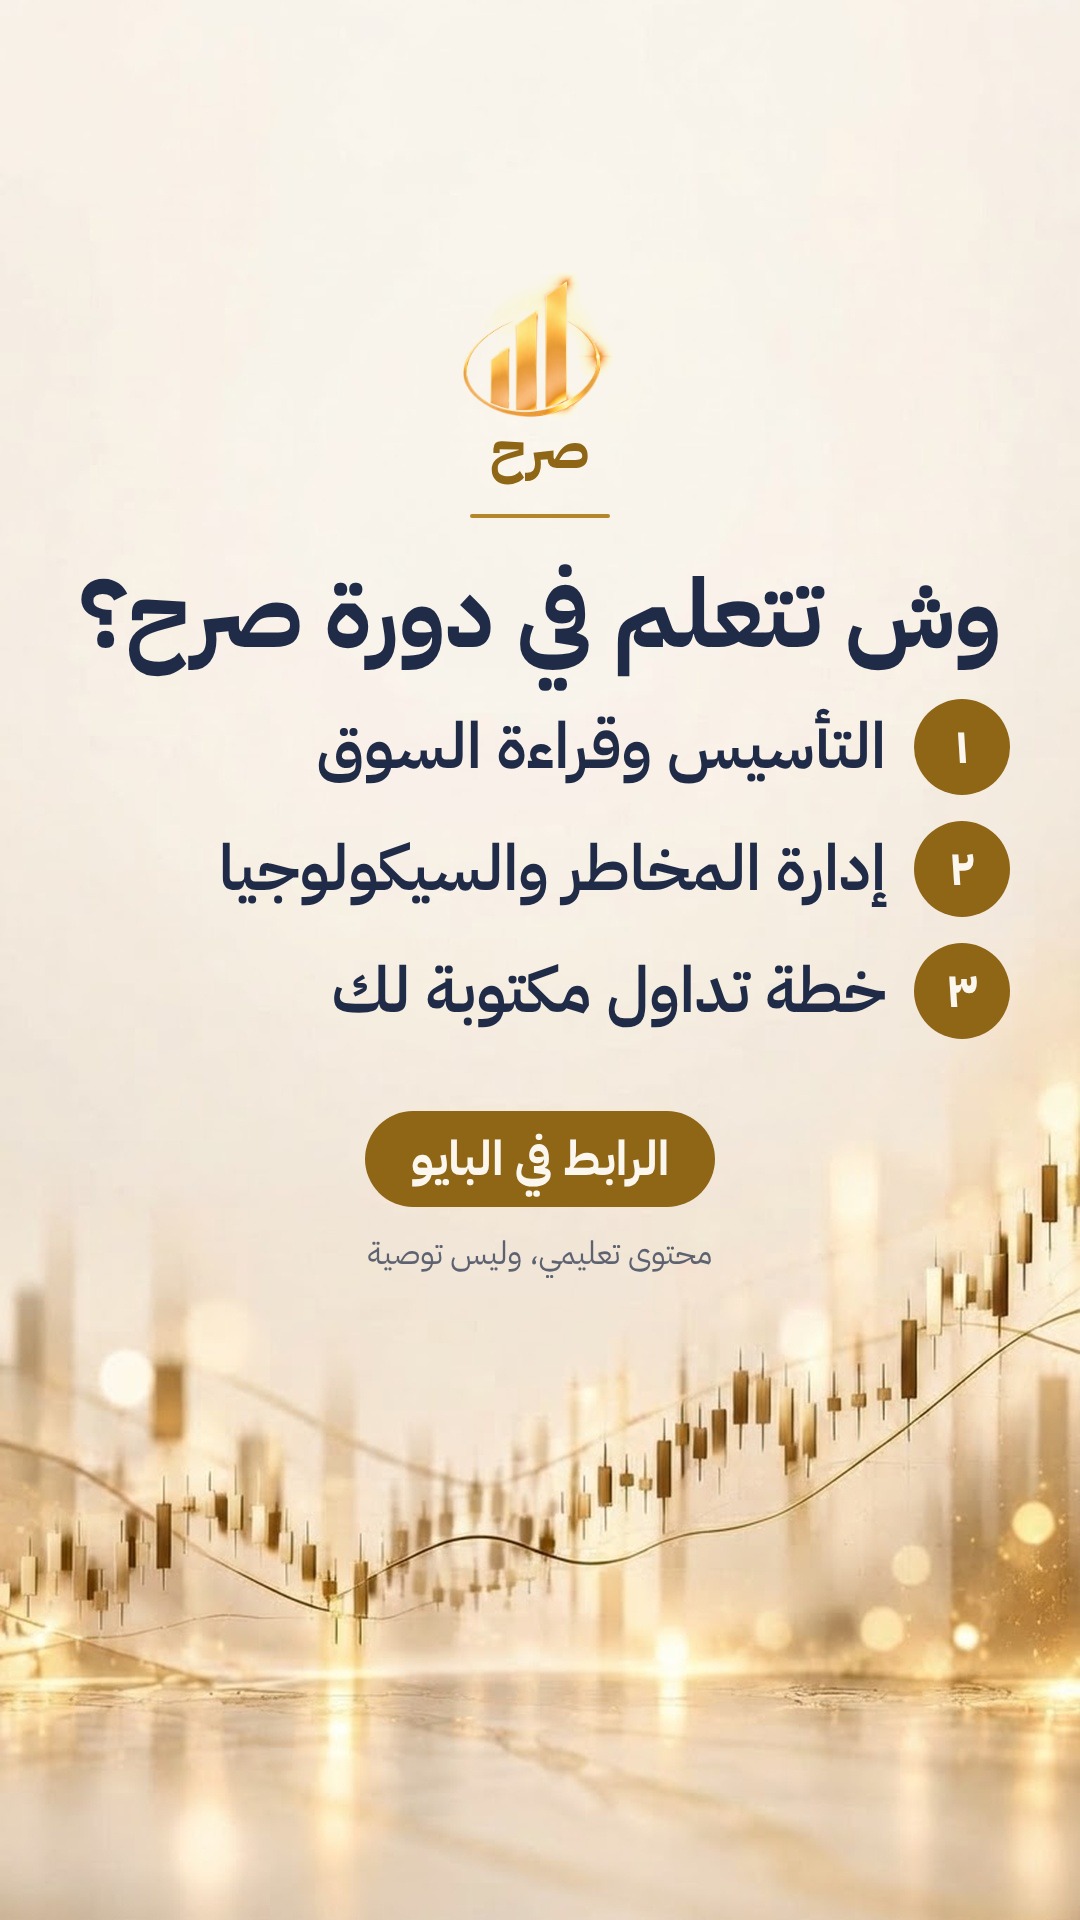 صرح
وش تتعلم في دورة صرح؟
١ التأسيس وقراءة السوق
٢ إدارة المخاطر والسيكولوجيا
٣ خطة تداول مكتوبة لك
الرابط في البايو
محتوى تعليمي، وليس توصية